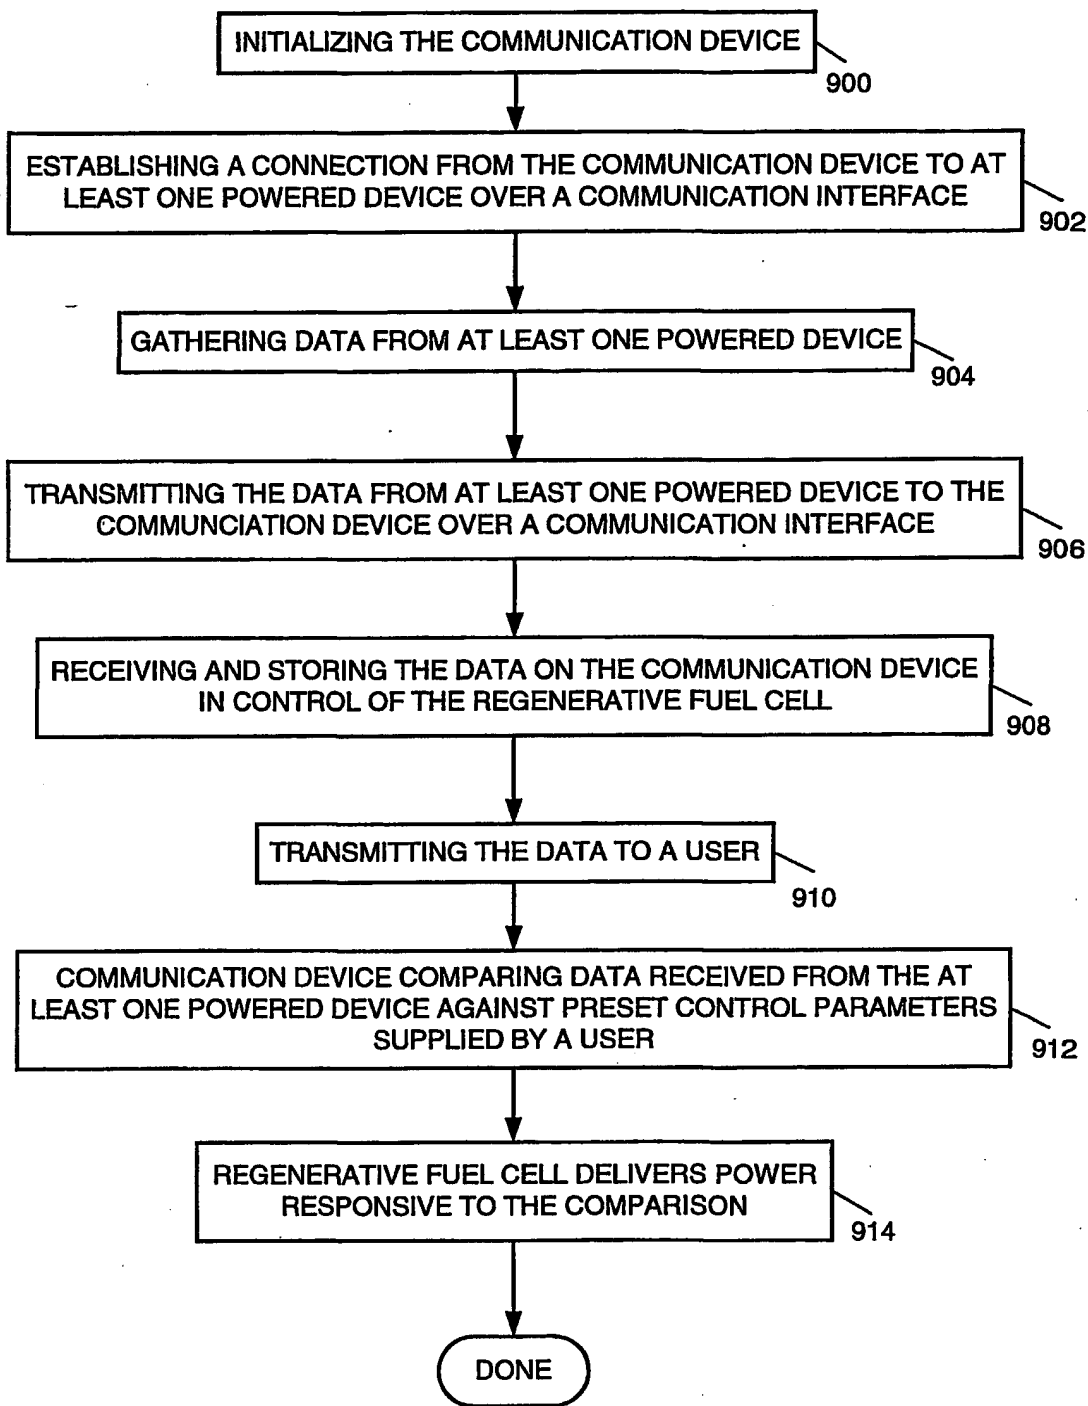 INITIALIZING THE COMMUNICATION DEVICE
900
ESTABLISHING A CONNECTION FROM THE COMMUNICATION DEVICE TO AT
LEAST ONE POWERED DEVICE OVER A COMMUNICATION INTERFACE
902
GATHERING DATA FROM AT LEAST ONE POWERED DEVICE
904
TRANSMITTING THE DATA FROM AT LEAST ONE POWERED DEVICE TO THE
COMMUNCIATION DEVICE OVER A COMMUNICATION INTERFACE
906
RECEIVING AND STORING THE DATA ON THE COMMUNICATION DEVICE
IN CONTROL OF THE REGENERATIVE FUEL CELL
908
TRANSMITTING THE DATA TO A USER
910
COMMUNICATION DEVICE COMPARING DATA RECEIVED FROM THE AT
LEAST ONE POWERED DEVICE AGAINST PRESET CONTROL PARAMETERS
SUPPLIED BY A USER
912
REGENERATIVE FUEL CELL DELIVERS POWER
RESPONSIVE TO THE COMPARISON
914
DONE